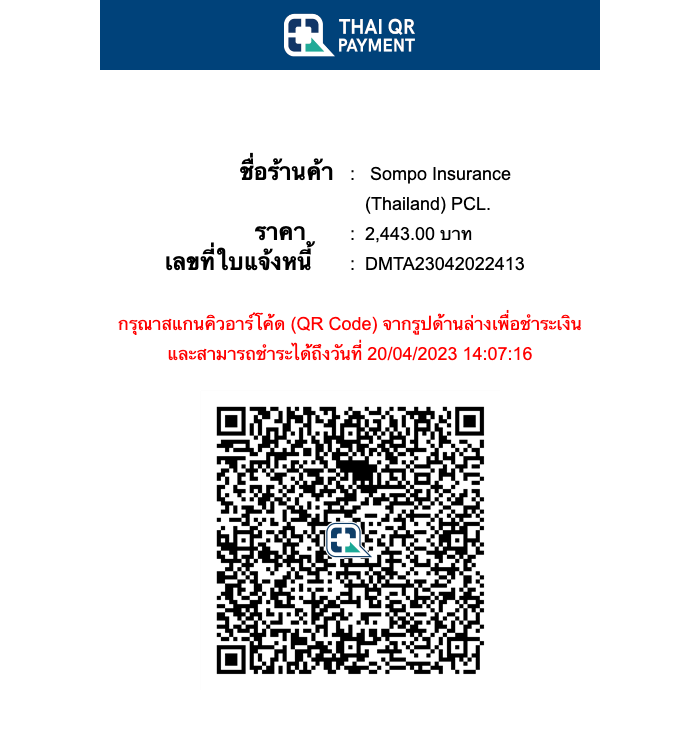 THAI QR
PAYMENT
ชื่อร้านค้า : Sompo Insurance
(Thailand) PCL.
ราคา : 2,443.00 บาท
เลขที่ใบแจ้งหนี้ : DMTA23042022413
กรุณาสแกนคิวอาร์โค้ด (QR Code) จากรูปด้านล่างเพื่อชำระเงิน
และสามารถชำระได้ถึงวันที่ 20/04/2023 14:07:16